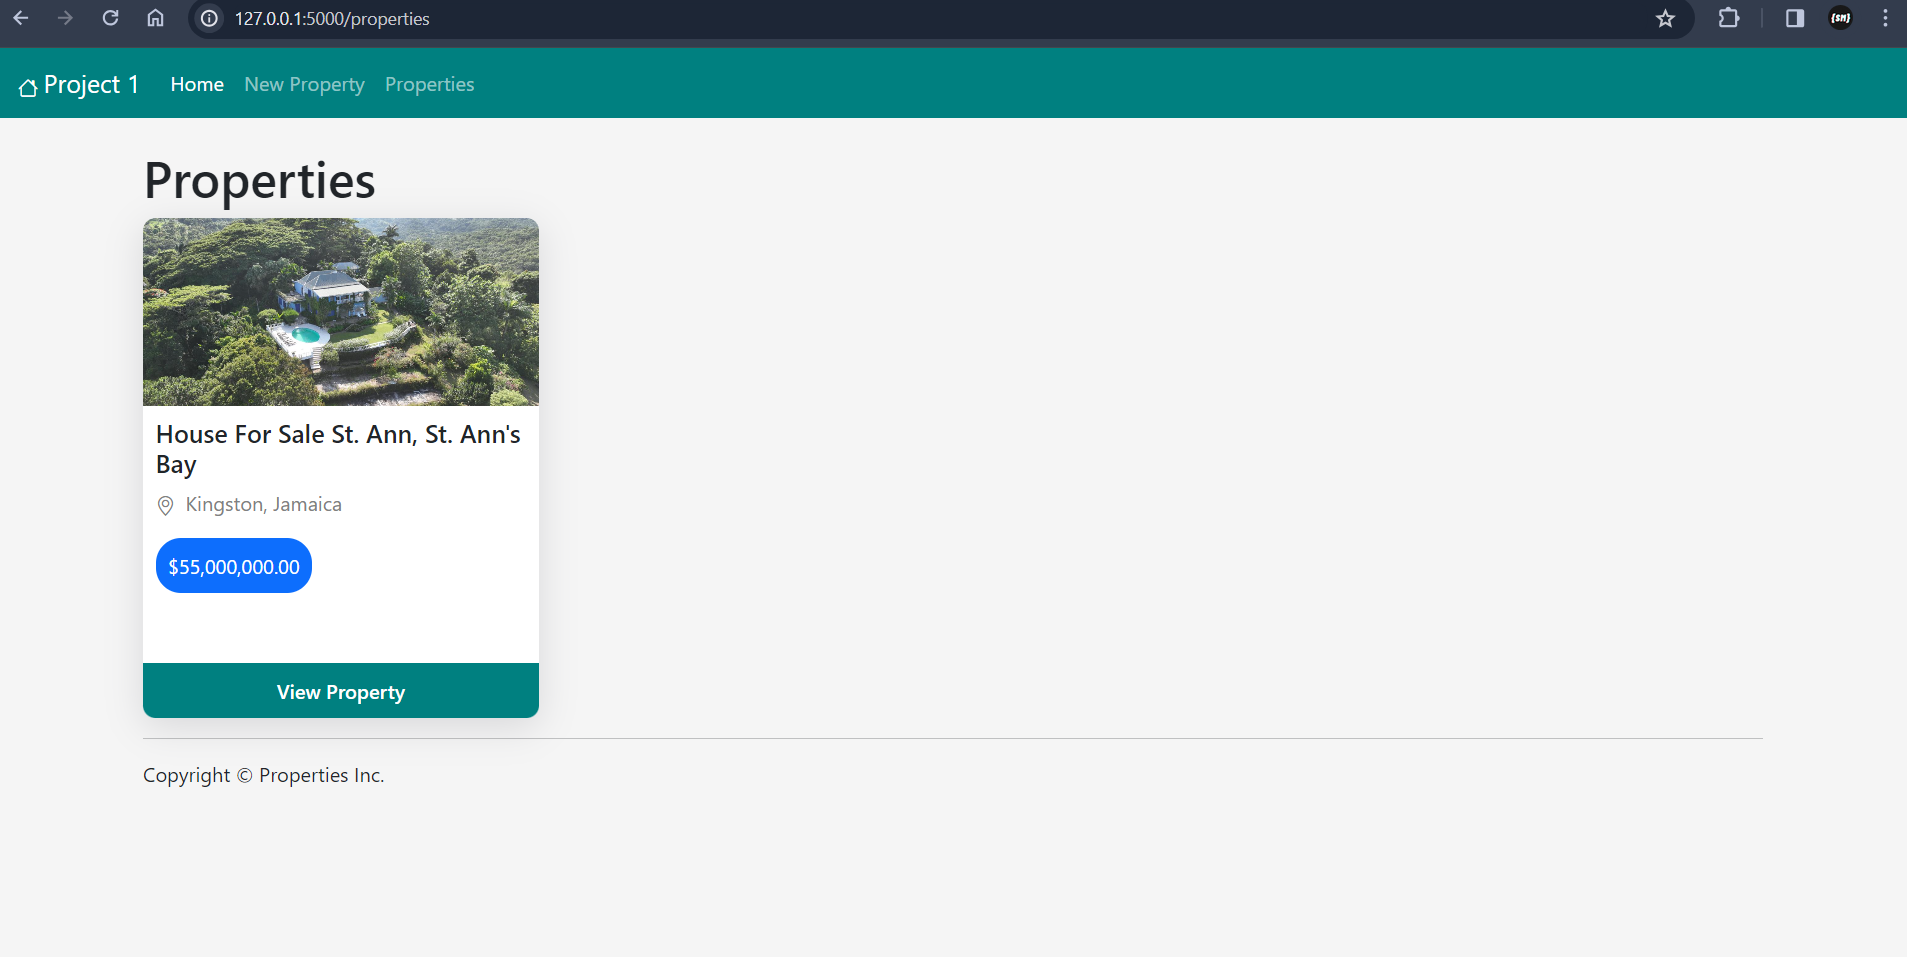 127.0.0.1:5000/properties
{SM}
Project 1 Home New Property Properties
Properties
House For Sale St. Ann, St. Ann's
Bay
Kingston, Jamaica
$55,000,000.00
View Property
Copyright © Properties Inc.